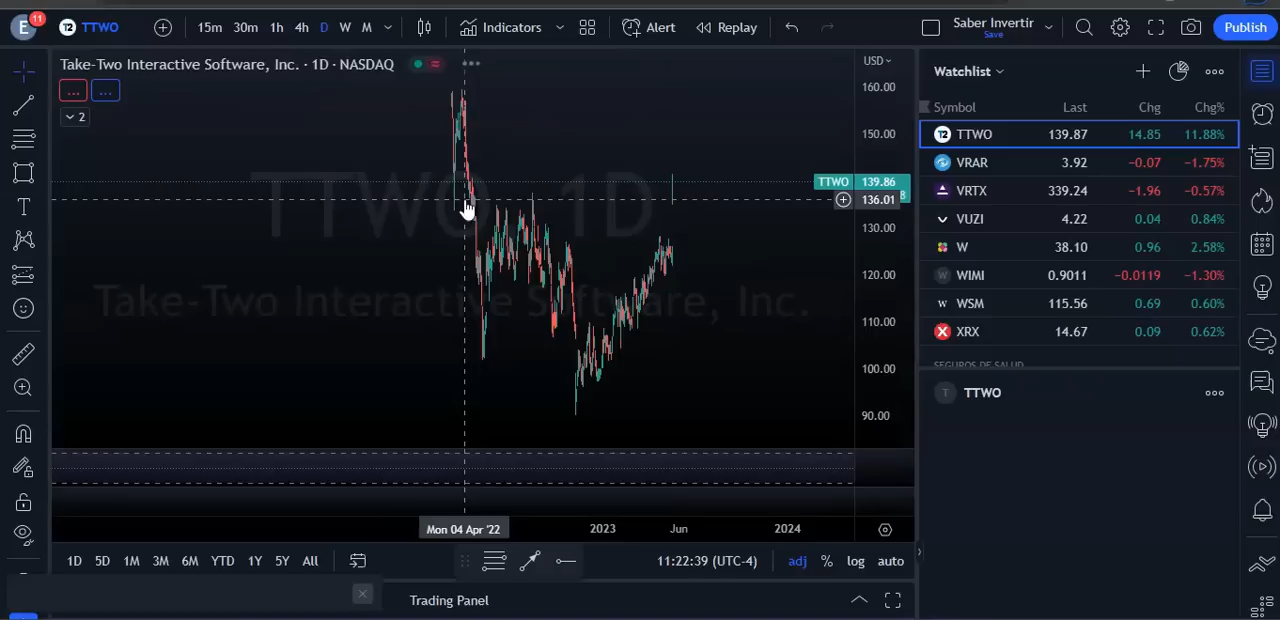 E 11 TTWO 15m 30m 1h 4h D W M Indicators Alert Replay Saber Invertir Save Publish
Take-Two Interactive Software, Inc. · 1D · NASDAQ
... ...
2
TTWO 1D
Take-Two Interactive Software, Inc.
USD
160.00
150.00
TTWO 139.86
8
136.01
130.00
120.00
110.00
100.00
90.00
Mon 04 Apr '22 2023 Jun 2024
1D 5D 1M 3M 6M YTD 1Y 5Y All 11:22:39 (UTC-4) adj % log auto
Trading Panel
Watchlist
Symbol Last Chg Chg%
TTWO 139.87 14.85 11.88%
VRAR 3.92 −0.07 −1.75%
VRTX 339.24 −1.96 −0.57%
VUZI 4.22 0.04 0.84%
W 38.10 0.96 2.58%
WIMI 0.9011 −0.0119 −1.30%
WSM 115.56 0.69 0.60%
XRX 14.67 0.09 0.62%
SEGUROS DE SALUD
T TTWO